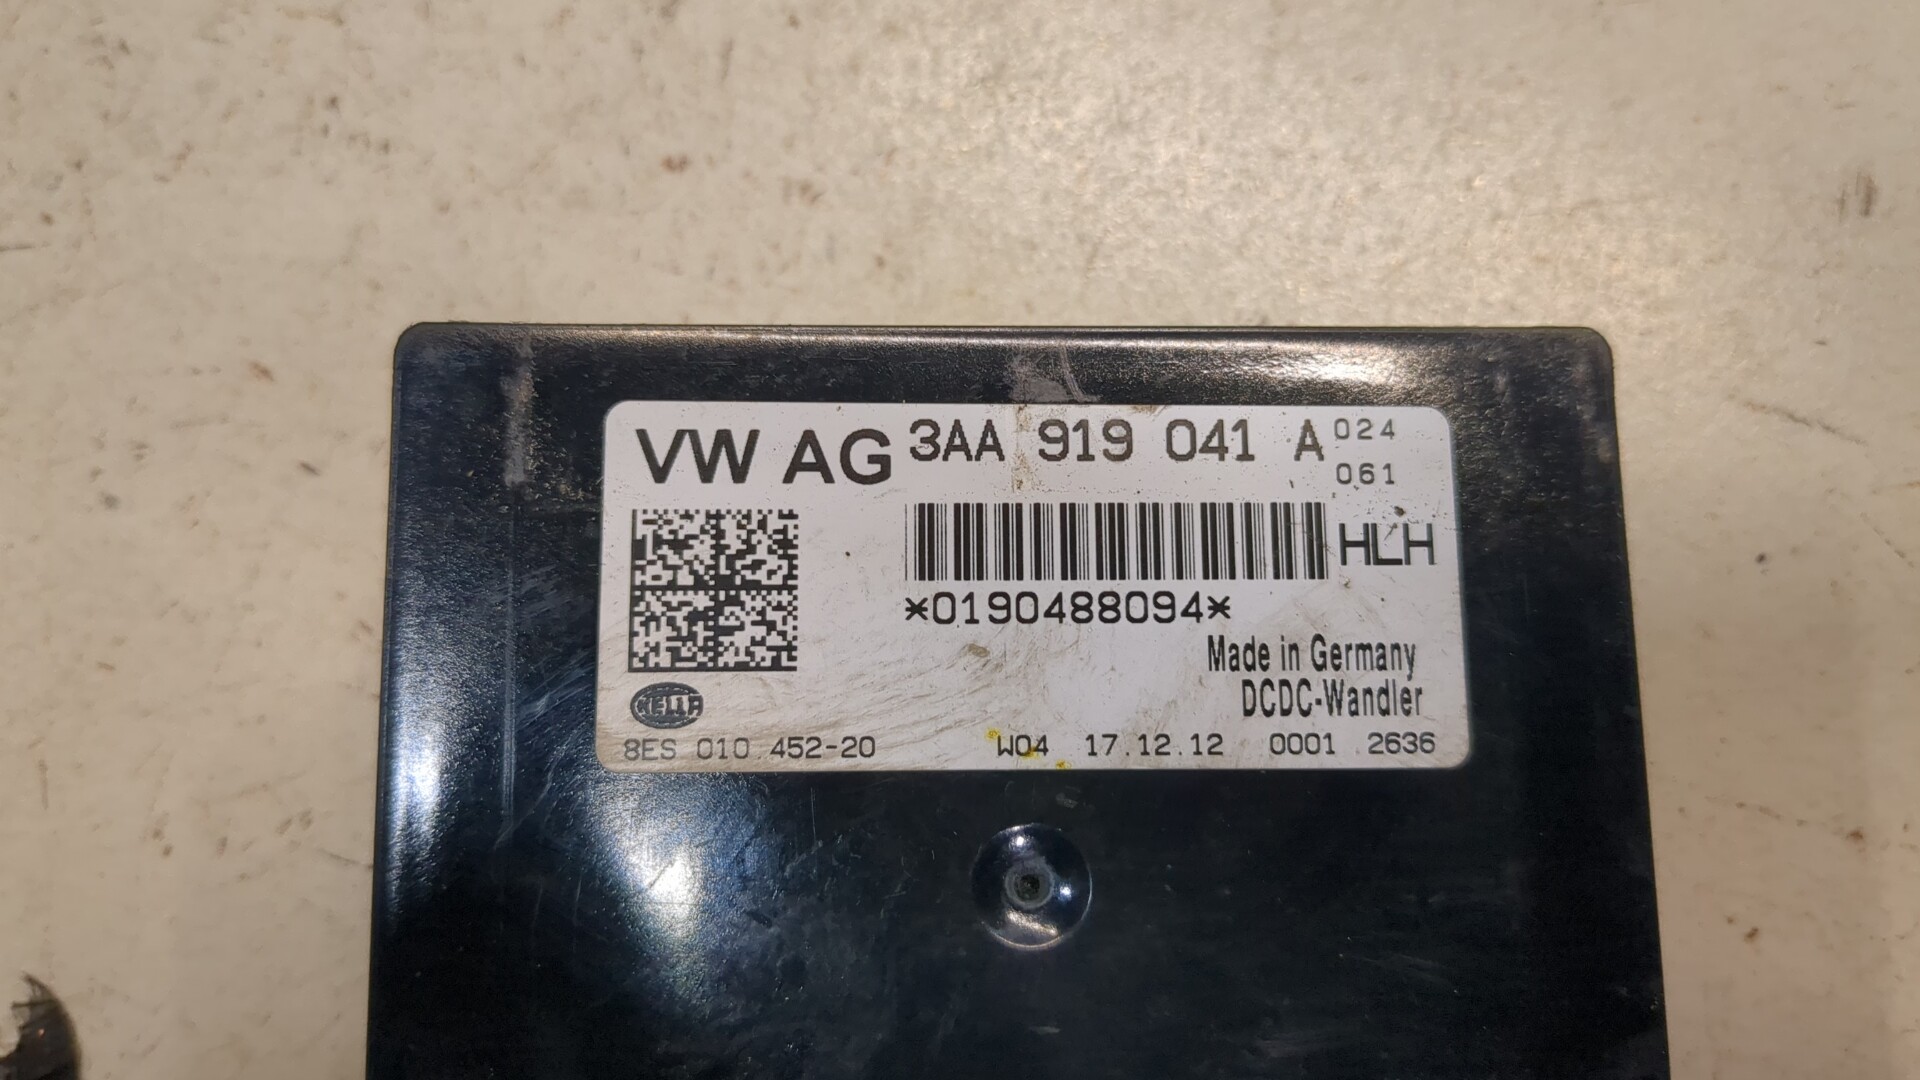 VW AG 3AA 919 041 A 024
061
HLH
*0190488094*
Made in Germany
DCDC-Wandler
HELLA
8ES 010 452-20 W04 17.12.12 0001 2636